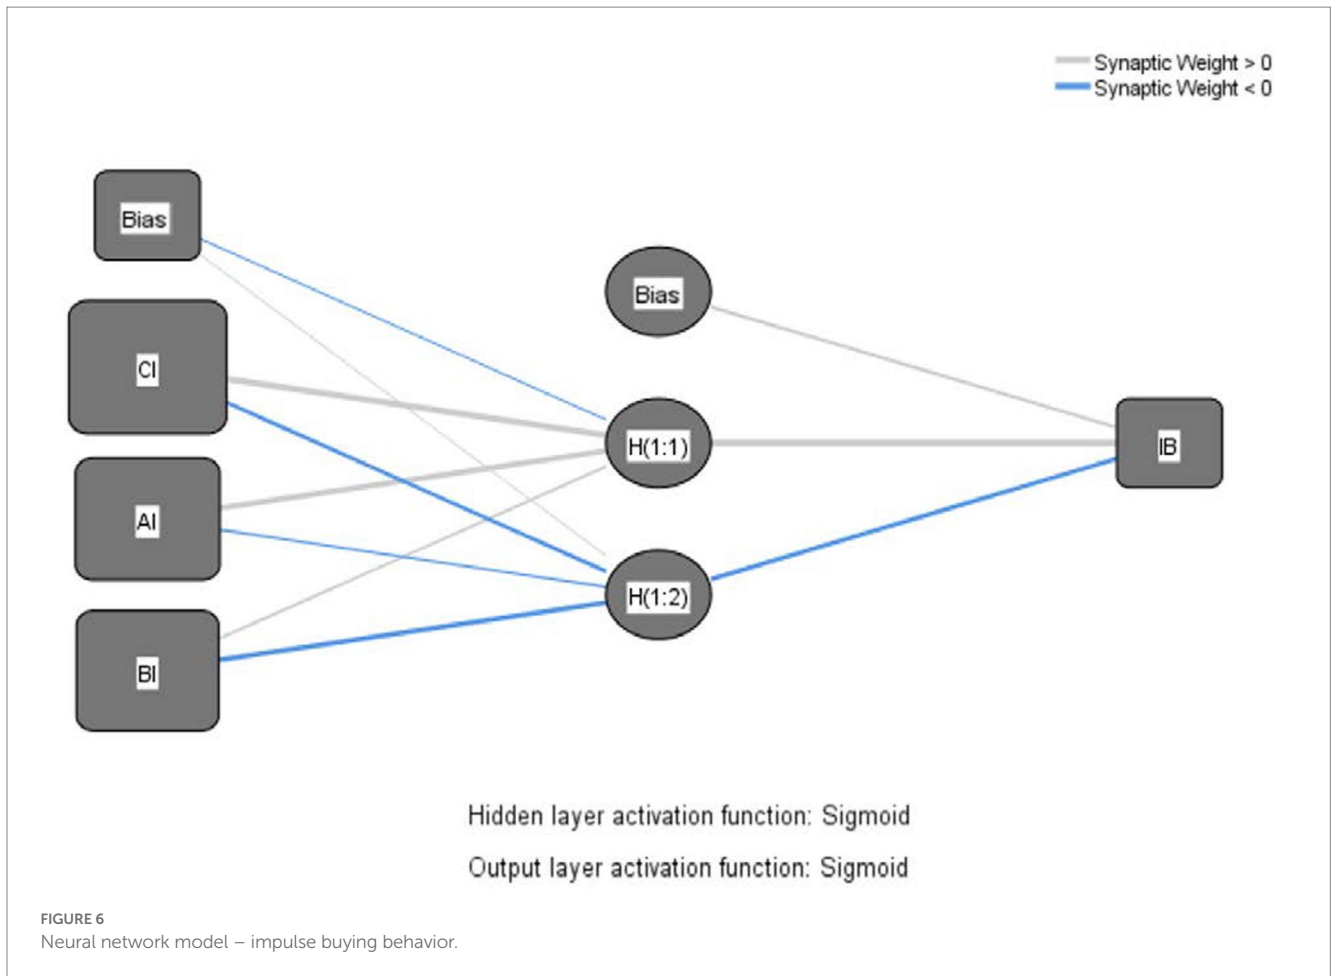 Synaptic Weight > 0
Synaptic Weight < 0
Bias
CI
AI
BI
Bias
H(1:1)
H(1:2)
IB
Hidden layer activation function: Sigmoid
Output layer activation function: Sigmoid
FIGURE 6
Neural network model – impulse buying behavior.